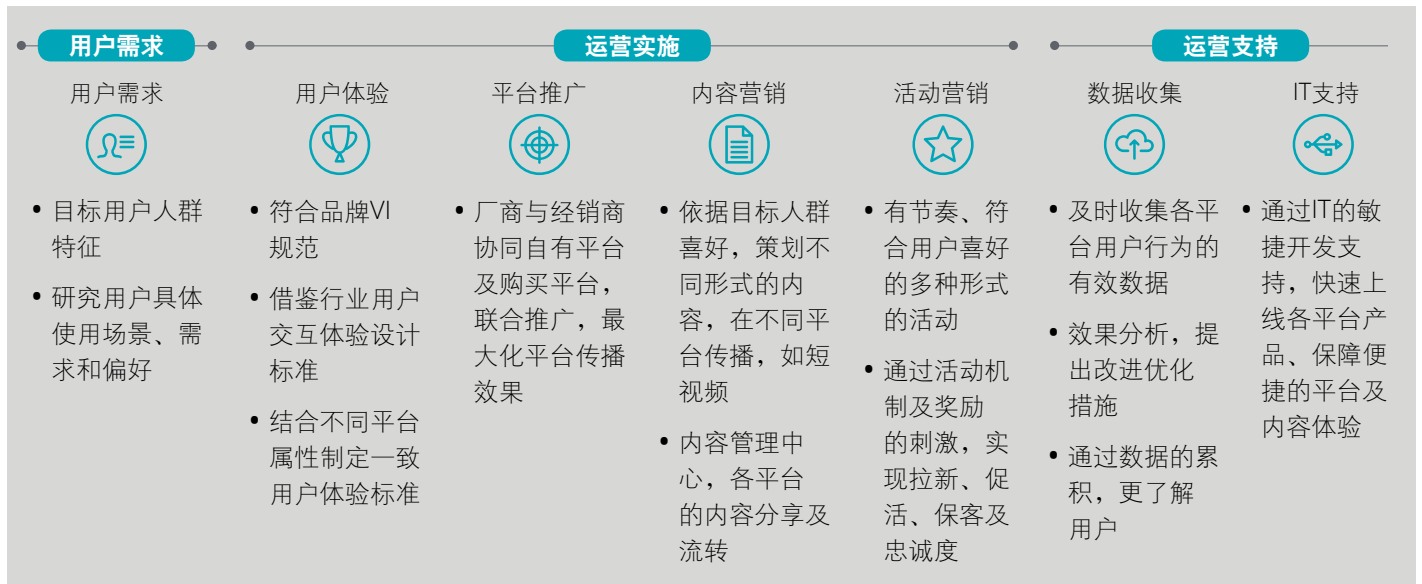 用户需求
运营实施
运营支持
用户需求
用户体验
平台推广
内容营销
活动营销
数据收集
IT支持
• 目标用户人群
特征
• 研究用户具体
使用场景、需
求和偏好
• 符合品牌VI
规范
• 借鉴行业用户
交互体验设计
标准
• 结合不同平台
属性制定一致
用户体验标准
• 厂商与经销商
协同自有平台
及购买平台，
联合推广，最
大化平台传播
效果
• 依据目标人群
喜好，策划不
同形式的内
容，在不同平
台传播，如短
视频
• 内容管理中
心，各平台
的内容分享及
流转
• 有节奏、符
合用户喜好
的多种形式
的活动
• 通过活动机
制及奖励
的刺激，实
现拉新、促
活、保客及
忠诚度
• 及时收集各平
台用户行为的
有效数据
• 效果分析，提
出改进优化
措施
• 通过数据的累
积，更了解
用户
• 通过IT的敏
捷开发支
持，快速上
线各平台产
品、保障便
捷的平台及
内容体验